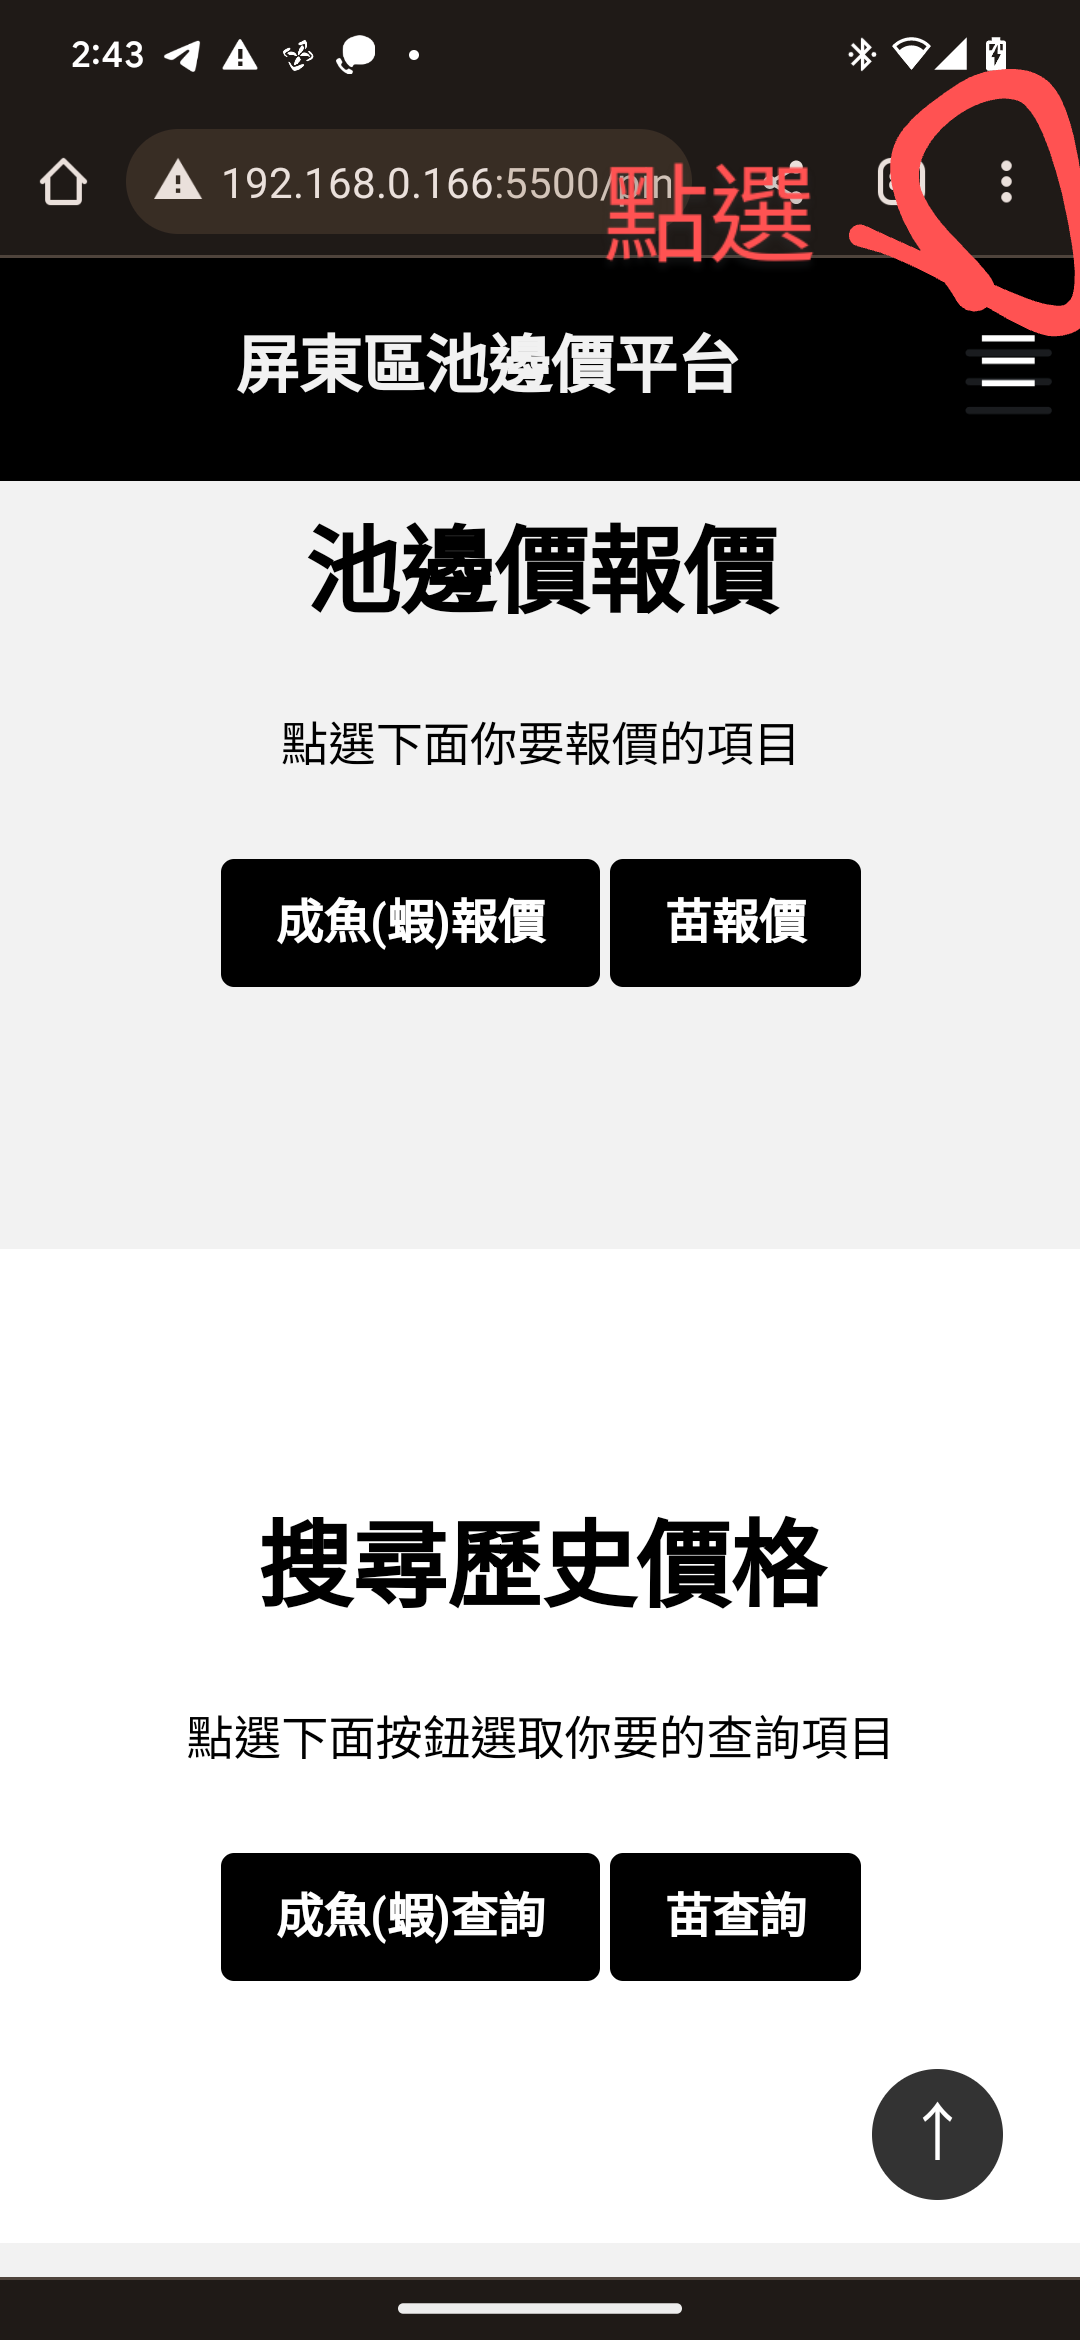 2:43
192.168.0.166:5500/pin
點選
屏東區池邊價平台
池邊價報價
點選下面你要報價的項目
成魚(蝦)報價 苗報價
搜尋歷史價格
點選下面按鈕選取你要的查詢項目
成魚(蝦)查詢 苗查詢